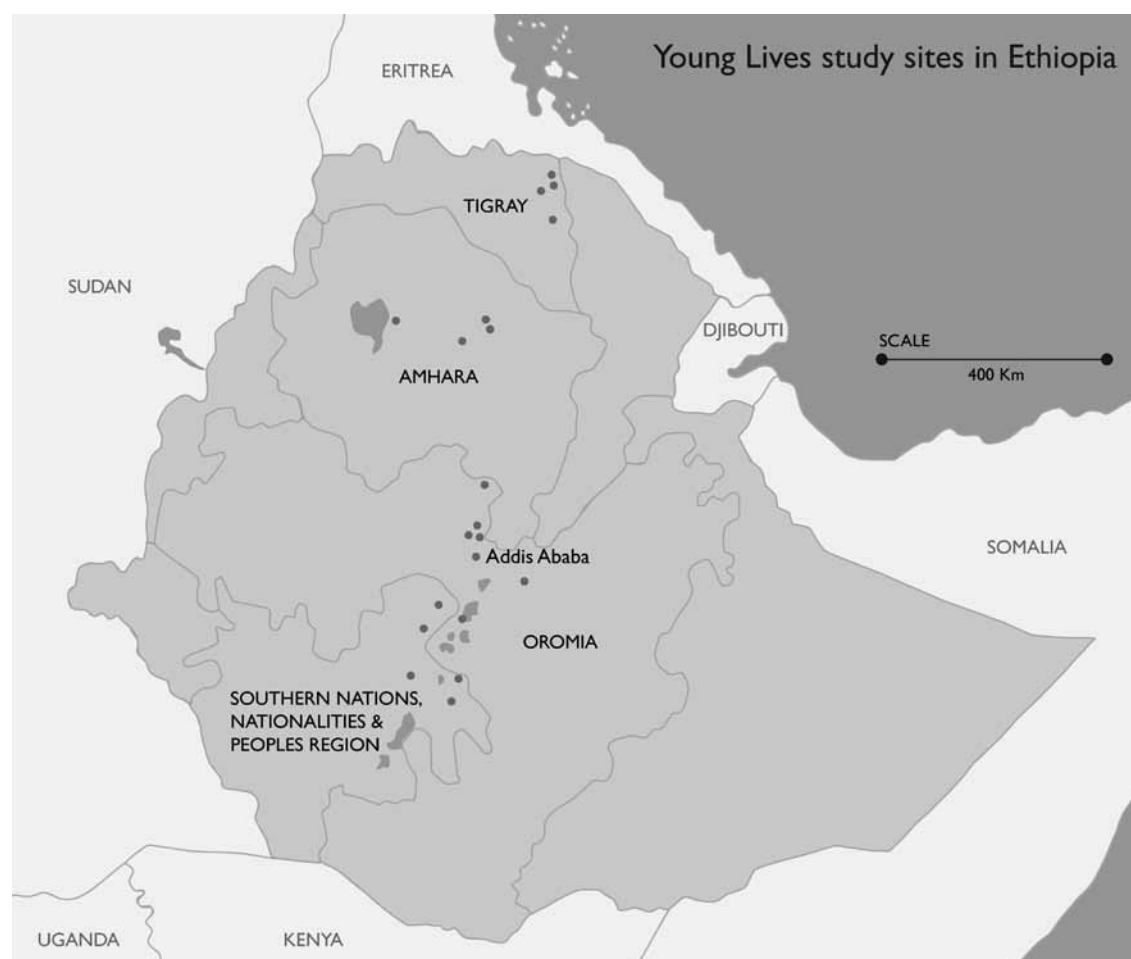 Young Lives study sites in Ethiopia
ERITREA
TIGRAY
SUDAN
DJIBOUTI
SCALE
400 Km
AMHARA
Addis Ababa
SOMALIA
OROMIA
SOUTHERN NATIONS,
NATIONALITIES &
PEOPLES REGION
UGANDA
KENYA